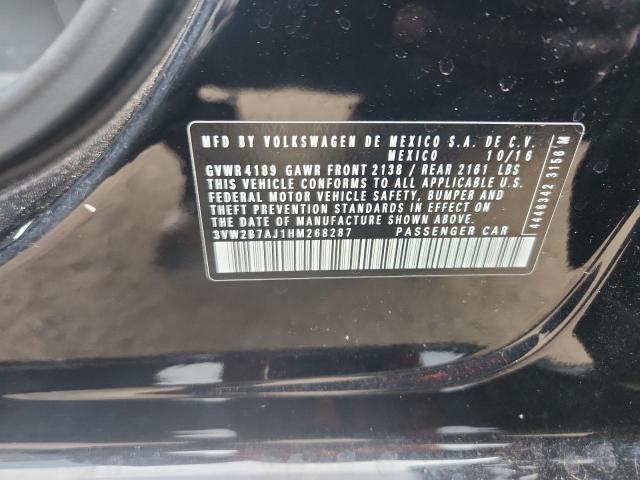 MFD BY VOLKSWAGEN DE MEXICO S.A. DE C.V.
MEXICO 10/16
GVWR 4189 GAWR FRONT 2138 / REAR 2161 LBS
THIS VEHICLE CONFORMS TO ALL APPLICABLE U.S.
FEDERAL MOTOR VEHICLE SAFETY, BUMPER AND
THEFT PREVENTION STANDARDS IN EFFECT ON
THE DATE OF MANUFACTURE SHOWN ABOVE.
3VW2B7AJ1HM268287 PASSENGER CAR
4446342 3156 M